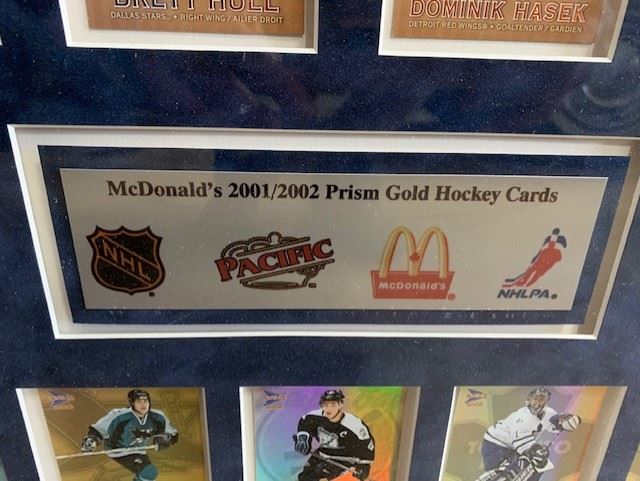 BRETT HULL
DALLAS STARS™ • RIGHT WING / AILIER DROIT
DOMINIK HASEK
DETROIT RED WINGS® • GOALTENDER / GARDIEN
McDonald's 2001/2002 Prism Gold Hockey Cards
NHL
PACIFIC
McDonald's
NHLPA